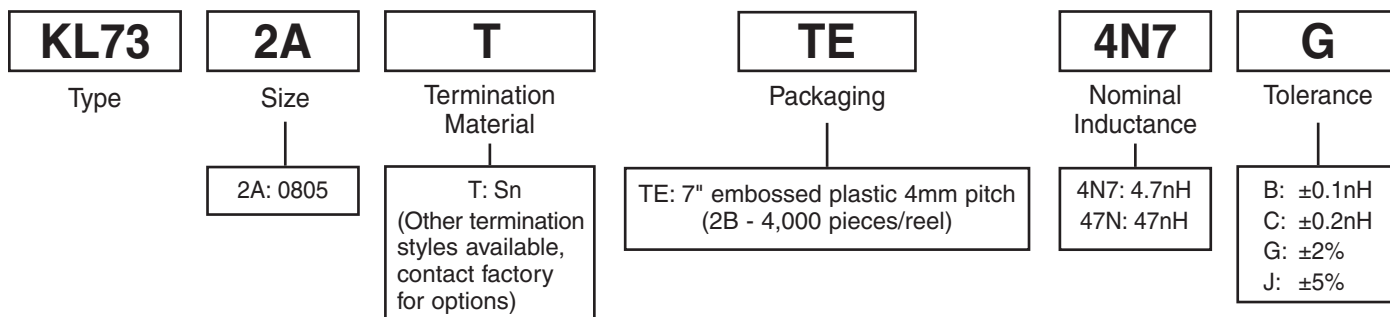 KL73 2A T TE 4N7 G
Type
Size
Termination
Material
Packaging
Nominal
Inductance
Tolerance
2A: 0805
T: Sn
(Other termination
styles available,
contact factory
for options)
TE: 7" embossed plastic 4mm pitch
(2B - 4,000 pieces/reel)
4N7: 4.7nH
47N: 47nH
B: ±0.1nH
C: ±0.2nH
G: ±2%
J: ±5%